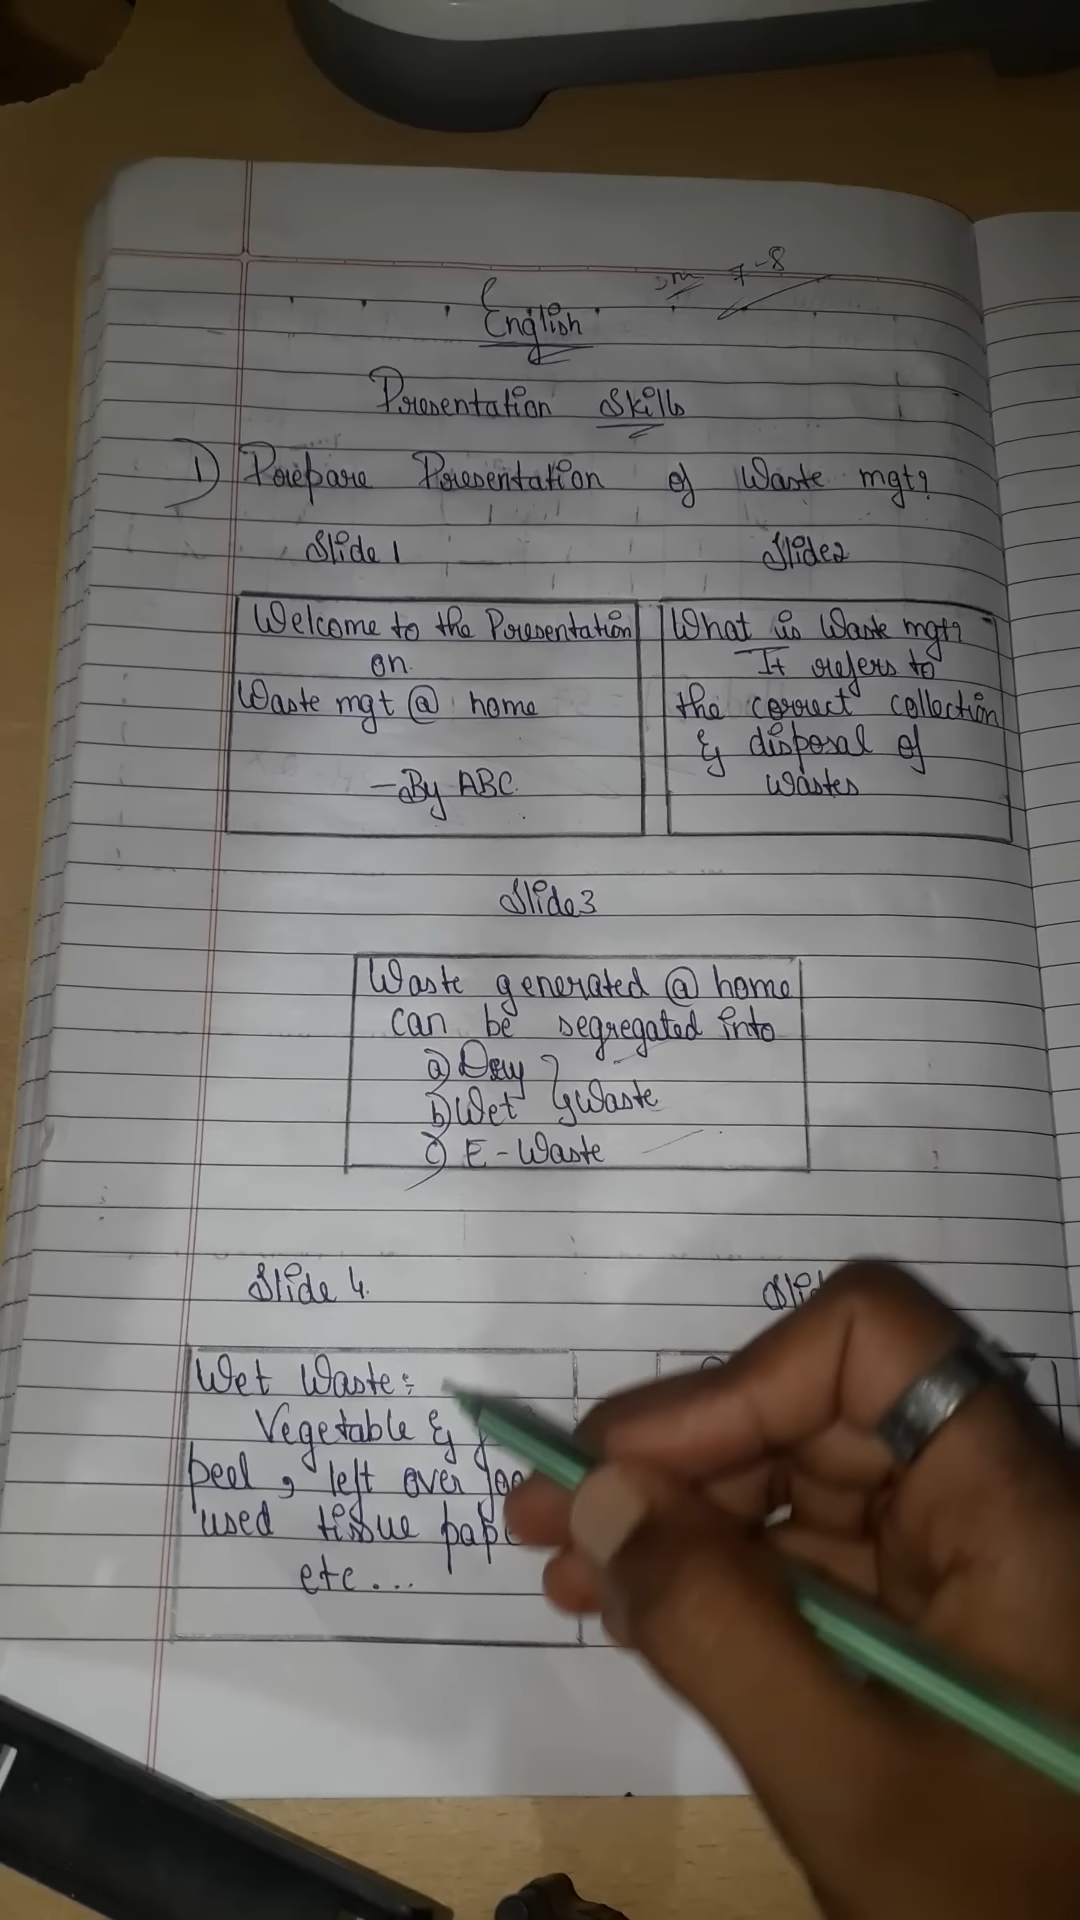 7-8
English
Presentation Skills
1) Prepare Presentation of Waste mgt?
Slide 1
Slide 2
Welcome to the Presentation
on
Waste mgt @ home
- By ABC
What is Waste mgt?
It refers to
the correct collection
& disposal of
wastes
Slide 3
Waste generated @ home
can be segregated into
a) Dry
b) Wet } Waste
c) E-Waste
Slide 4.
Wet Waste:
Vegetable &
peel, left over
used tissue
etc...